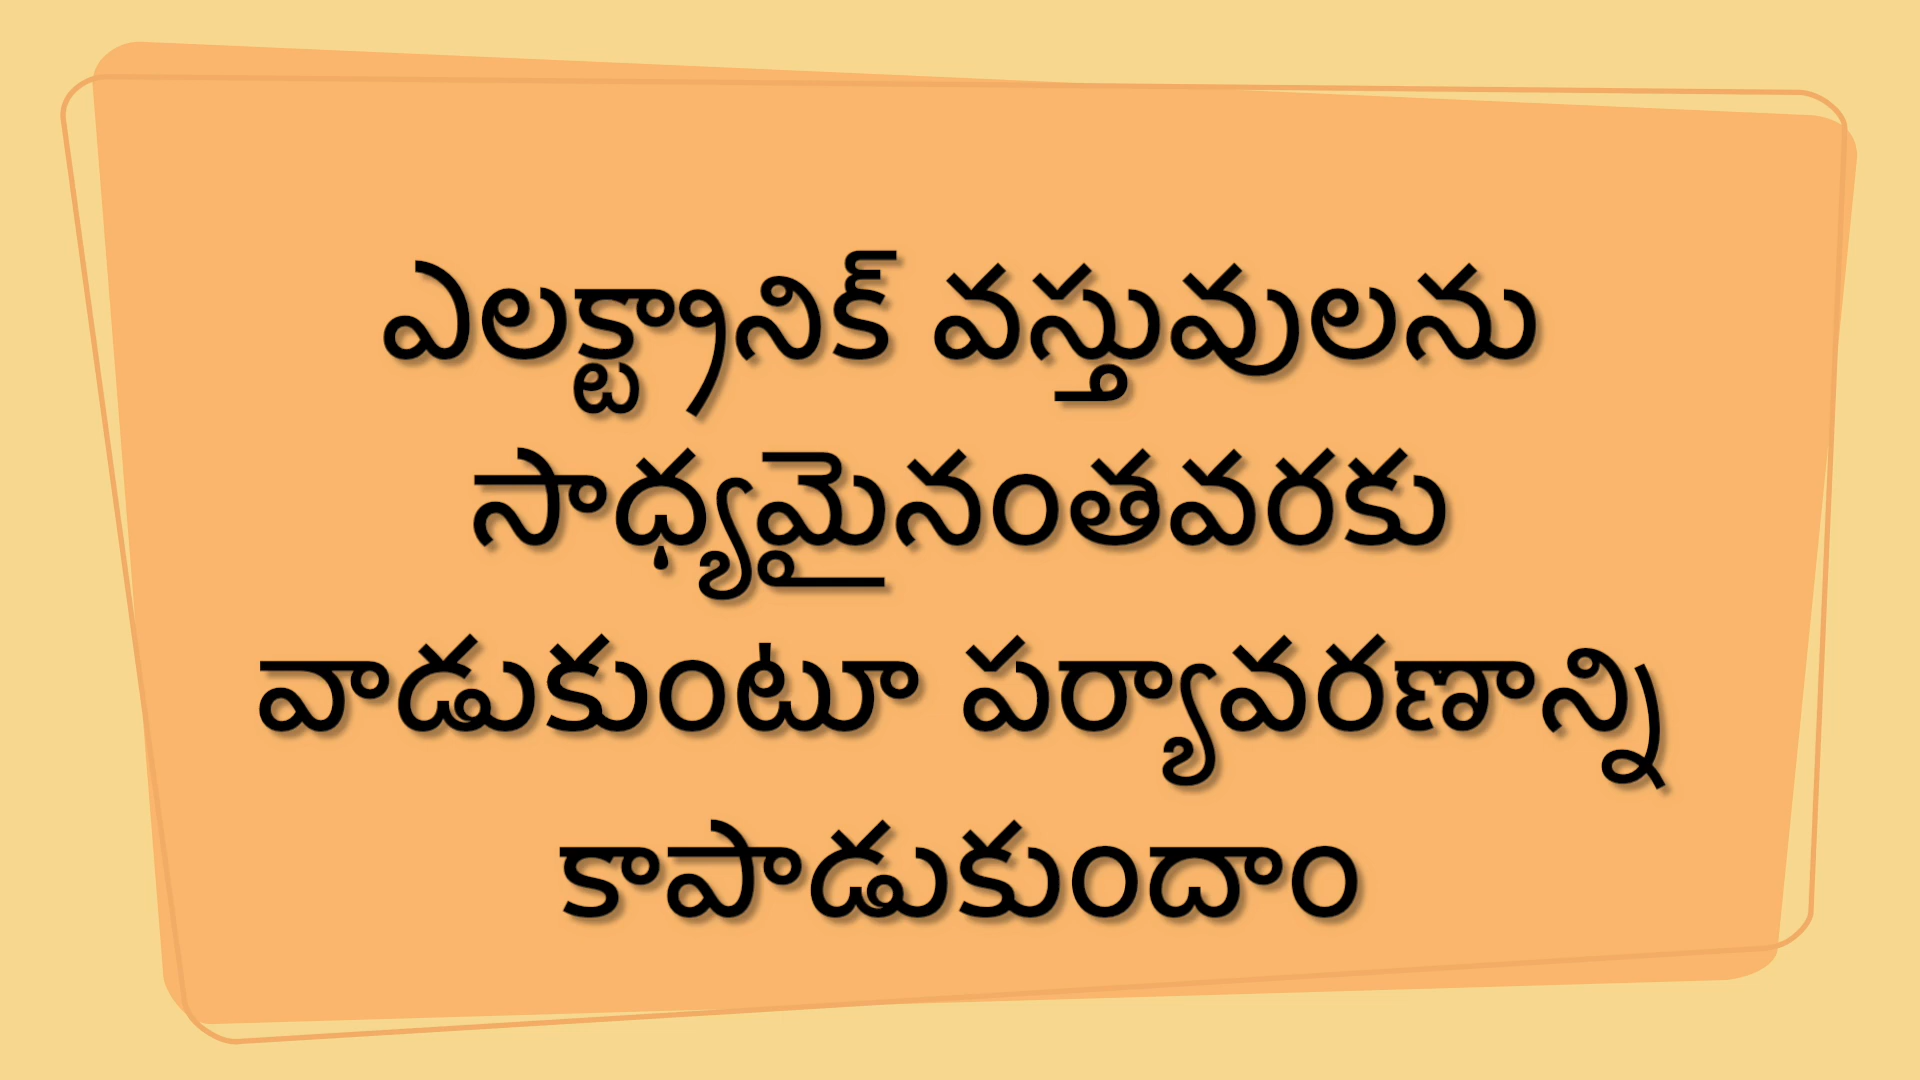 ఎలక్ట్రానిక్ వస్తువులను
సాధ్యమైనంతవరకు
వాడుకుంటూ పర్యావరణాన్ని
కాపాడుకుందాం